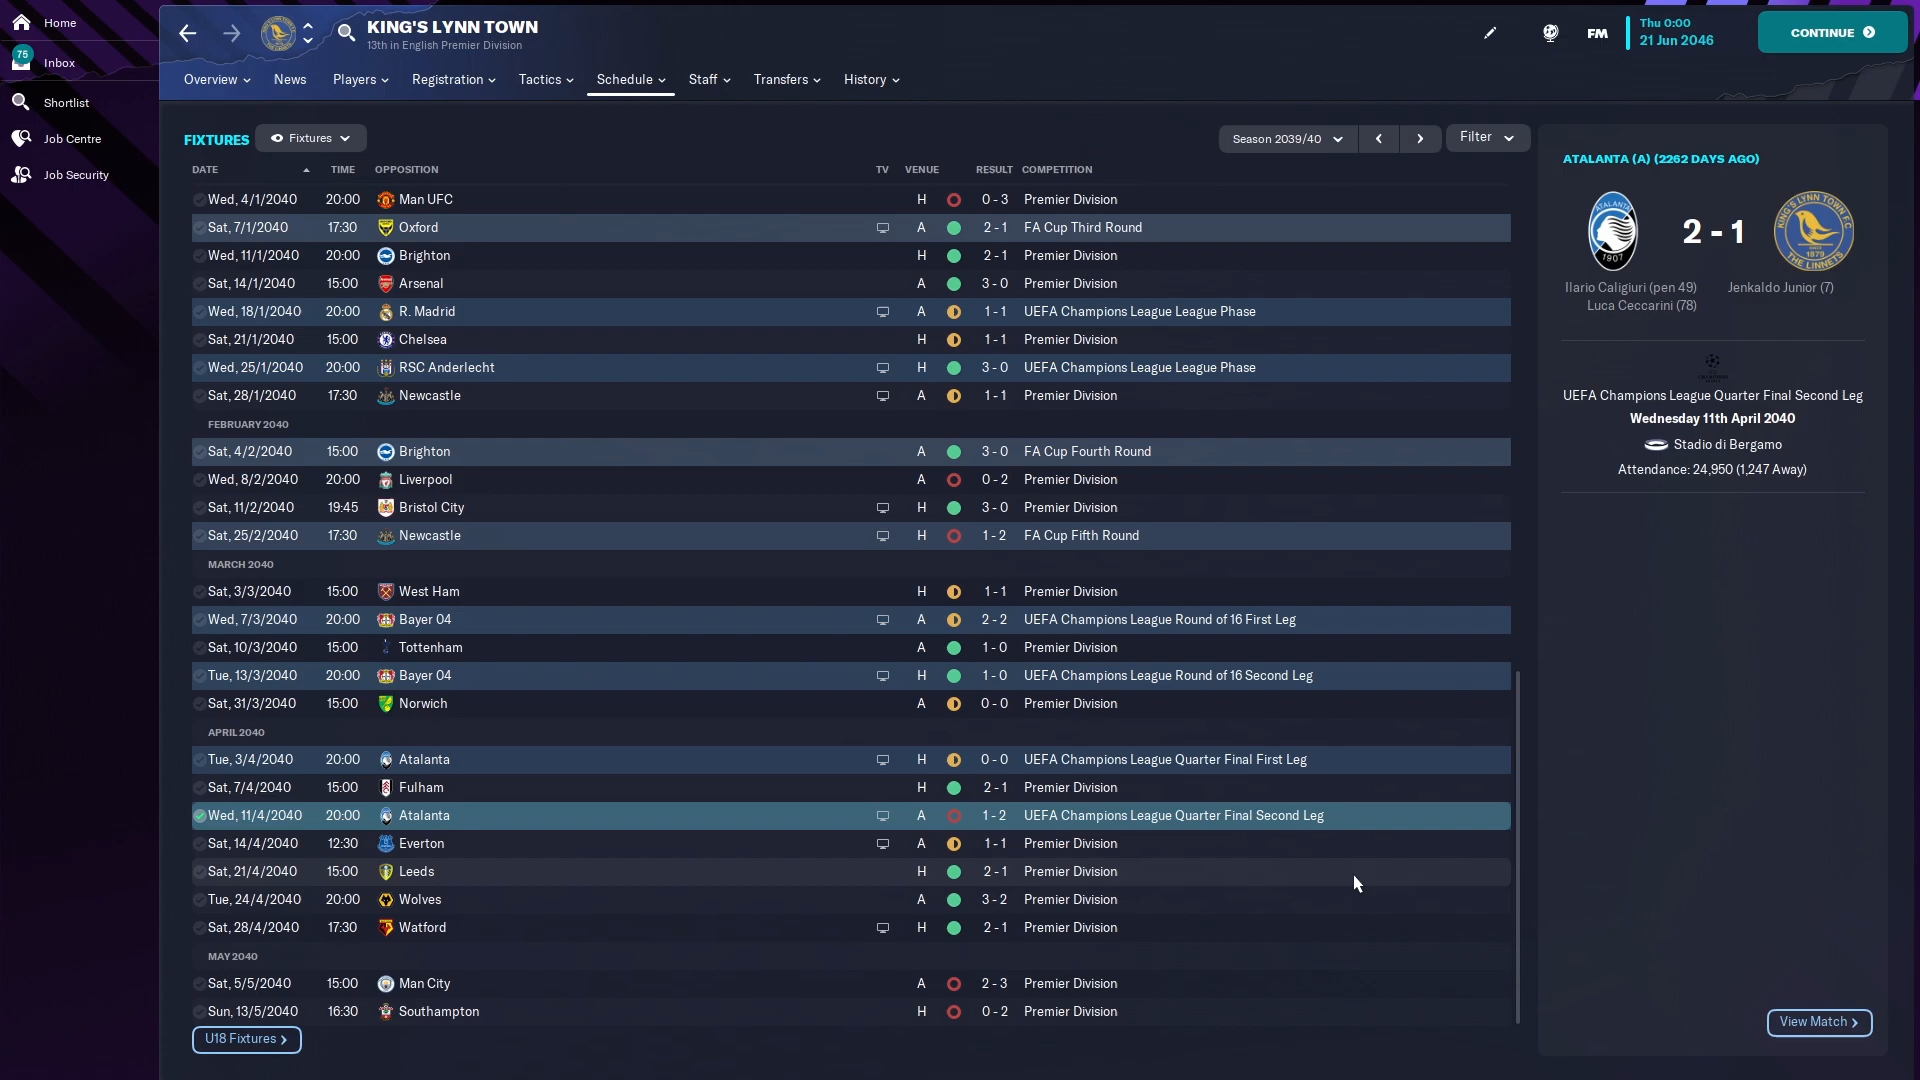 Home
75
Inbox
Shortlist
Job Centre
Job Security
KING'S LYNN TOWN
13th in English Premier Division
FM
Thu 0:00
21 Jun 2046
CONTINUE
Overview News Players Registration Tactics Schedule Staff Transfers History
FIXTURES Fixtures Season 2039/40 Filter
DATE TIME OPPOSITION TV VENUE RESULT COMPETITION
Wed, 4/1/2040 20:00 Man UFC H 0 - 3 Premier Division
Sat, 7/1/2040 17:30 Oxford A 2 - 1 FA Cup Third Round
Wed, 11/1/2040 20:00 Brighton H 2 - 1 Premier Division
Sat, 14/1/2040 15:00 Arsenal A 3 - 0 Premier Division
Wed, 18/1/2040 20:00 R. Madrid A 1 - 1 UEFA Champions League League Phase
Sat, 21/1/2040 15:00 Chelsea H 1 - 1 Premier Division
Wed, 25/1/2040 20:00 RSC Anderlecht H 3 - 0 UEFA Champions League League Phase
Sat, 28/1/2040 17:30 Newcastle A 1 - 1 Premier Division
FEBRUARY 2040
Sat, 4/2/2040 15:00 Brighton A 3 - 0 FA Cup Fourth Round
Wed, 8/2/2040 20:00 Liverpool A 0 - 2 Premier Division
Sat, 11/2/2040 19:45 Bristol City H 3 - 0 Premier Division
Sat, 25/2/2040 17:30 Newcastle H 1 - 2 FA Cup Fifth Round
MARCH 2040
Sat, 3/3/2040 15:00 West Ham H 1 - 1 Premier Division
Wed, 7/3/2040 20:00 Bayer 04 A 2 - 2 UEFA Champions League Round of 16 First Leg
Sat, 10/3/2040 15:00 Tottenham A 1 - 0 Premier Division
Tue, 13/3/2040 20:00 Bayer 04 H 1 - 0 UEFA Champions League Round of 16 Second Leg
Sat, 31/3/2040 15:00 Norwich A 0 - 0 Premier Division
APRIL 2040
Tue, 3/4/2040 20:00 Atalanta H 0 - 0 UEFA Champions League Quarter Final First Leg
Sat, 7/4/2040 15:00 Fulham H 2 - 1 Premier Division
Wed, 11/4/2040 20:00 Atalanta A 1 - 2 UEFA Champions League Quarter Final Second Leg
Sat, 14/4/2040 12:30 Everton A 1 - 1 Premier Division
Sat, 21/4/2040 15:00 Leeds H 2 - 1 Premier Division
Tue, 24/4/2040 20:00 Wolves A 3 - 2 Premier Division
Sat, 28/4/2040 17:30 Watford H 2 - 1 Premier Division
MAY 2040
Sat, 5/5/2040 15:00 Man City A 2 - 3 Premier Division
Sun, 13/5/2040 16:30 Southampton H 0 - 2 Premier Division
U18 Fixtures
ATALANTA (A) (2262 DAYS AGO)
ATALANTA
1907
2 - 1
KING'S LYNN TOWN F.C.
SINCE
1879
THE LINNETS
Ilario Caligiuri (pen 49) Jenkaldo Junior (7)
Luca Ceccarini (78)
UEFA Champions League Quarter Final Second Leg
Wednesday 11th April 2040
Stadio di Bergamo
Attendance: 24,950 (1,247 Away)
View Match